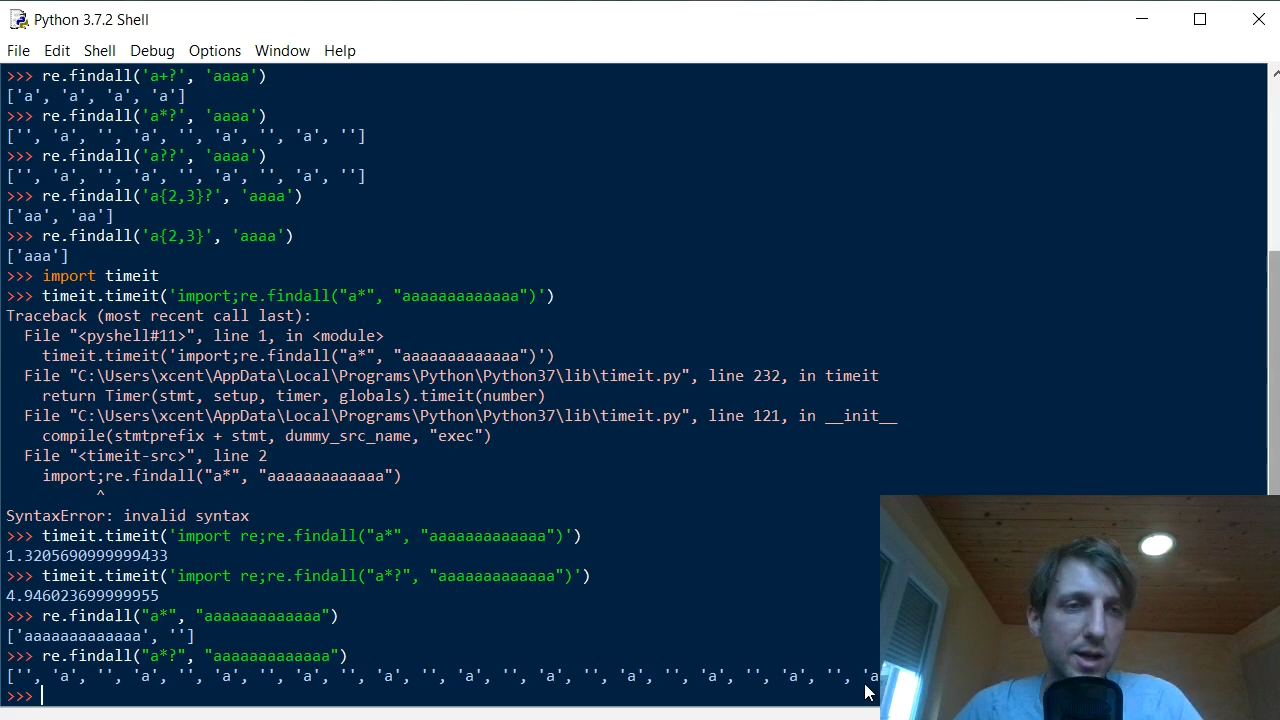 Python 3.7.2 Shell
File Edit Shell Debug Options Window Help
>>> re.findall('a+?', 'aaaa')
['a', 'a', 'a', 'a']
>>> re.findall('a*?', 'aaaa')
['', 'a', '', 'a', '', 'a', '', 'a', '']
>>> re.findall('a??', 'aaaa')
['', 'a', '', 'a', '', 'a', '', 'a', '']
>>> re.findall('a{2,3}?', 'aaaa')
['aa', 'aa']
>>> re.findall('a{2,3}', 'aaaa')
['aaa']
>>> import timeit
>>> timeit.timeit('import;re.findall("a*", "aaaaaaaaaaaaa")')
Traceback (most recent call last):
  File "<pyshell#11>", line 1, in <module>
    timeit.timeit('import;re.findall("a*", "aaaaaaaaaaaaa")')
  File "C:\Users\xcent\AppData\Local\Programs\Python\Python37\lib\timeit.py", line 232, in timeit
    return Timer(stmt, setup, timer, globals).timeit(number)
  File "C:\Users\xcent\AppData\Local\Programs\Python\Python37\lib\timeit.py", line 121, in __init__
    compile(stmtprefix + stmt, dummy_src_name, "exec")
  File "<timeit-src>", line 2
    import;re.findall("a*", "aaaaaaaaaaaaa")
          ^
SyntaxError: invalid syntax
>>> timeit.timeit('import re;re.findall("a*", "aaaaaaaaaaaaa")')
1.3205690999999433
>>> timeit.timeit('import re;re.findall("a*?", "aaaaaaaaaaaaa")')
4.946023699999955
>>> re.findall("a*", "aaaaaaaaaaaaa")
['aaaaaaaaaaaaa', '']
>>> re.findall("a*?", "aaaaaaaaaaaaa")
['', 'a', '', 'a', '', 'a', '', 'a', '', 'a', '', 'a', '', 'a', '', 'a', '', 'a', '', 'a', '', 'a
>>>